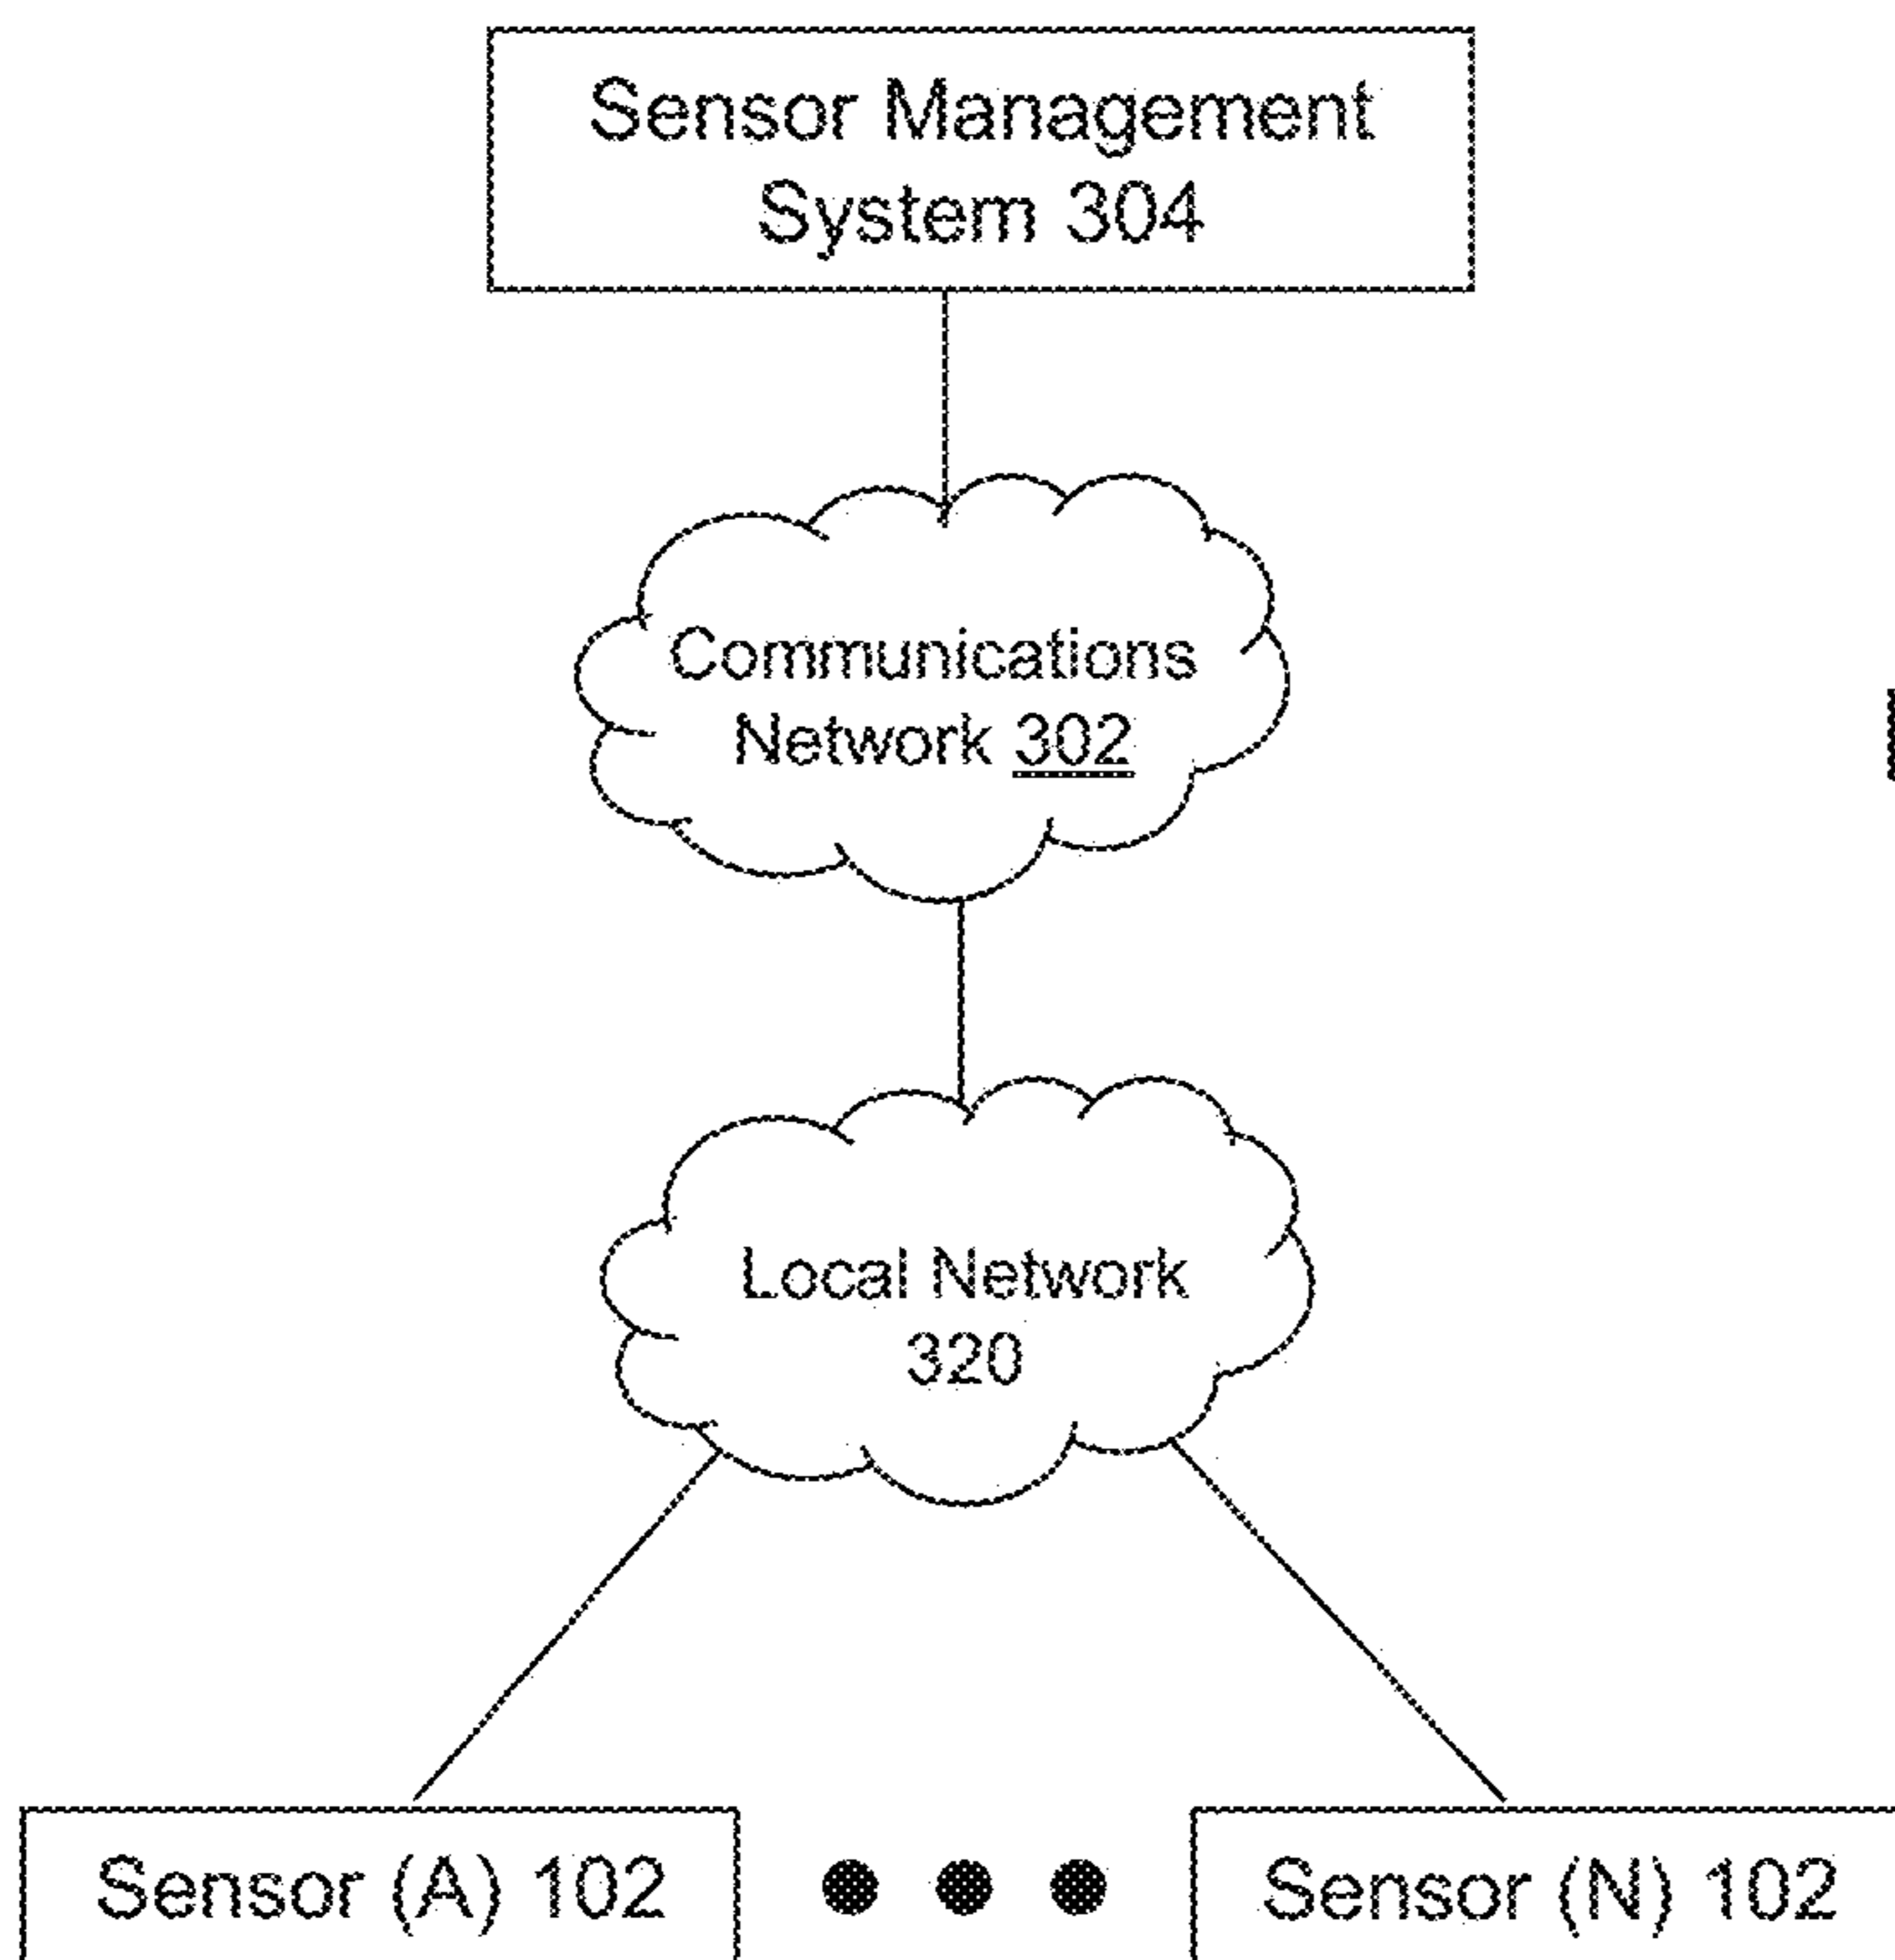 Sensor Management
System 304
Communications
Network 302
Local Network
320
Sensor (A) 102
Sensor (N) 102